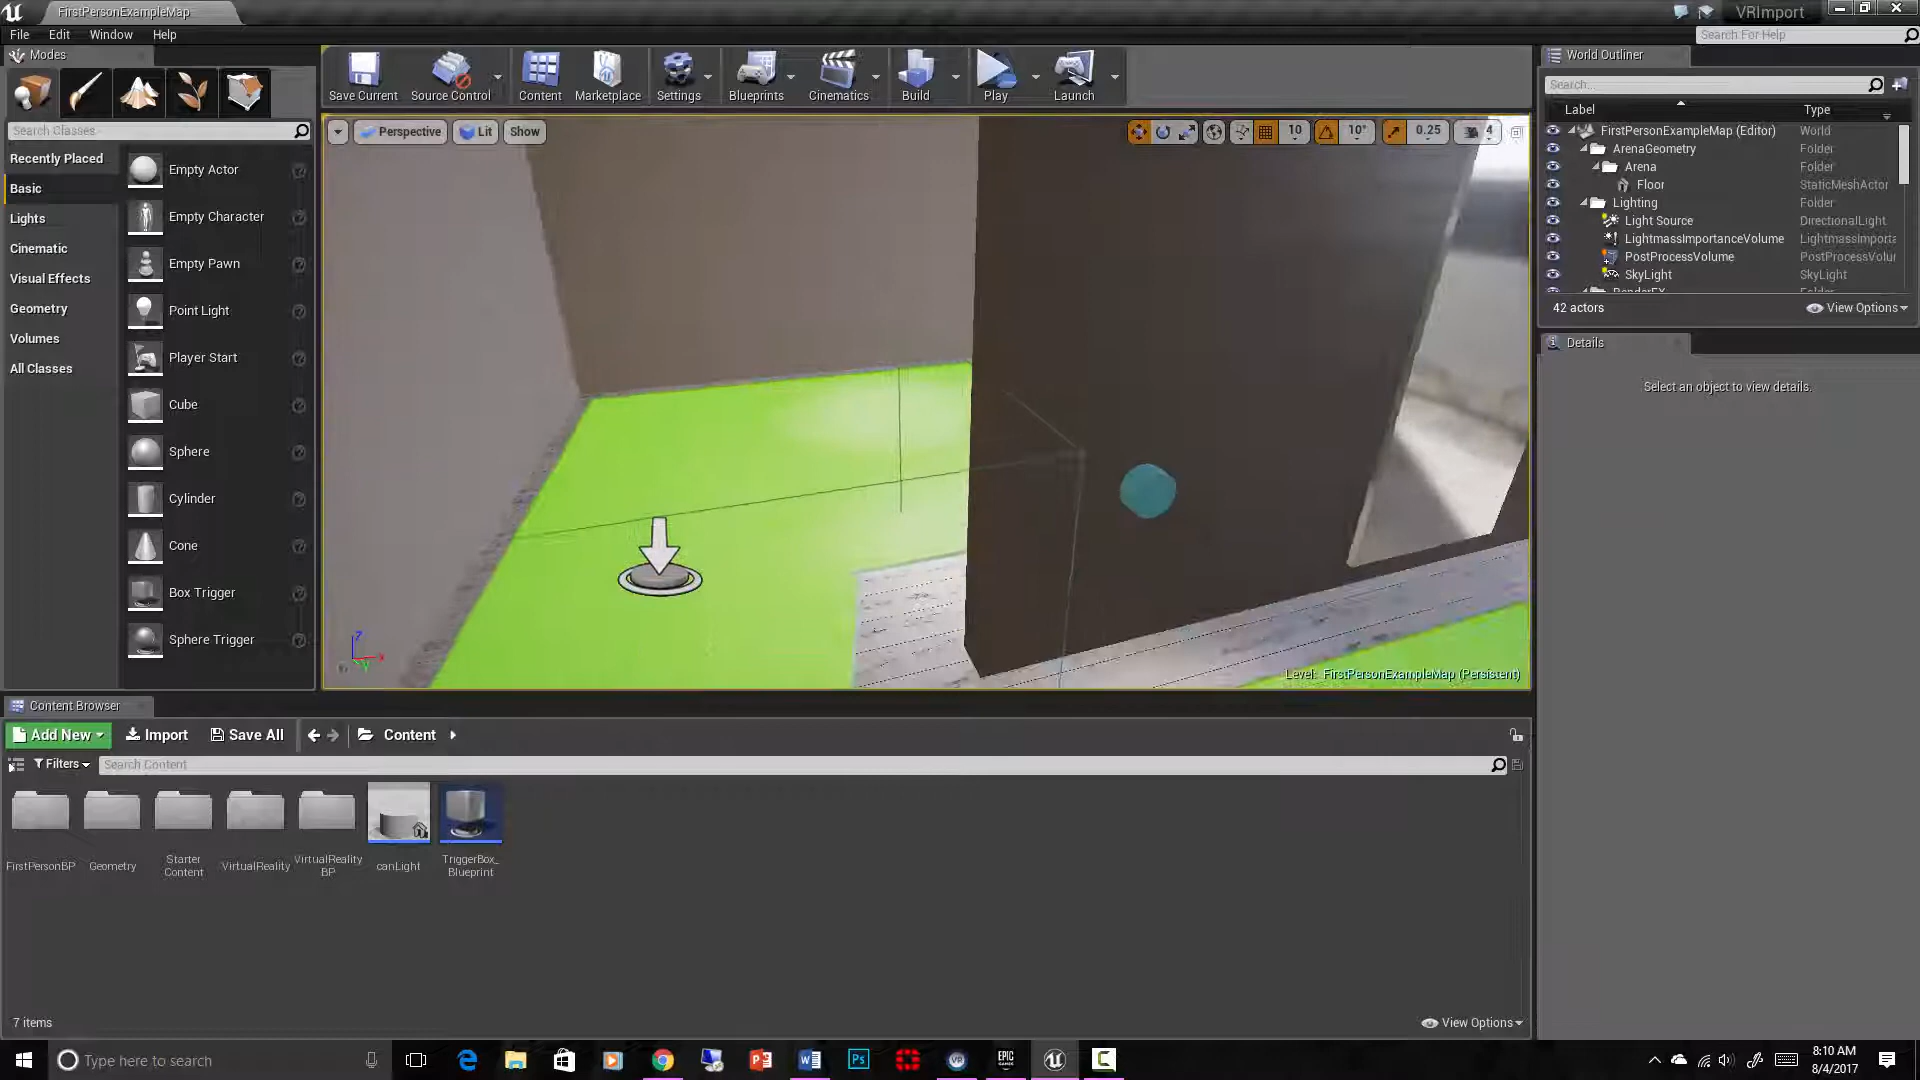 FirstPersonExampleMap
VRImport
File Edit Window Help
Search For Help
Modes
Save Current
Source Control
Content
Marketplace
Settings
Blueprints
Cinematics
Build
Play
Launch
World Outliner
Search Classes
Perspective
Lit
Show
10
10°
0.25
4
Search...
Label
Type
Recently Placed
Basic
Lights
Cinematic
Visual Effects
Geometry
Volumes
All Classes
Empty Actor
Empty Character
Empty Pawn
Point Light
Player Start
Cube
Sphere
Cylinder
Cone
Box Trigger
Sphere Trigger
FirstPersonExampleMap (Editor) World
ArenaGeometry Folder
Arena Folder
Floor StaticMeshActor
Lighting Folder
Light Source DirectionalLight
LightmassImportanceVolume LightmassImporta
PostProcessVolume PostProcessVolur
SkyLight SkyLight
RenderFX Folder
42 actors
View Options
Details
Select an object to view details.
Z
X
Y
Level: FirstPersonExampleMap (Persistent)
Content Browser
Add New
Import
Save All
Content
Filters
Search Content
FirstPersonBP
Geometry
Starter
Content
VirtualReality
VirtualReality
BP
canLight
TriggerBox_
Blueprint
7 items
View Options
Type here to search
Ps
VR
EPIC
GAMES
8:10 AM
8/4/2017